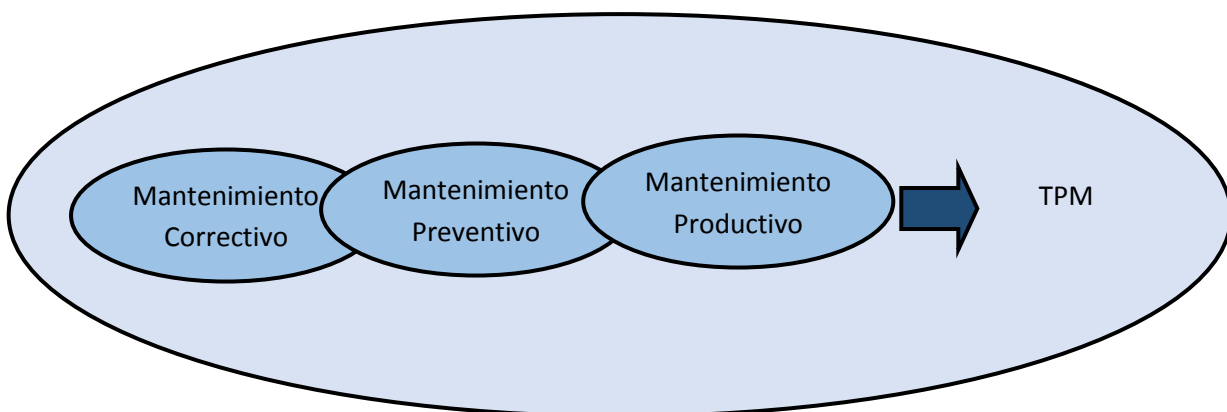 Mantenimiento
Correctivo
Mantenimiento
Preventivo
Mantenimiento
Productivo
TPM